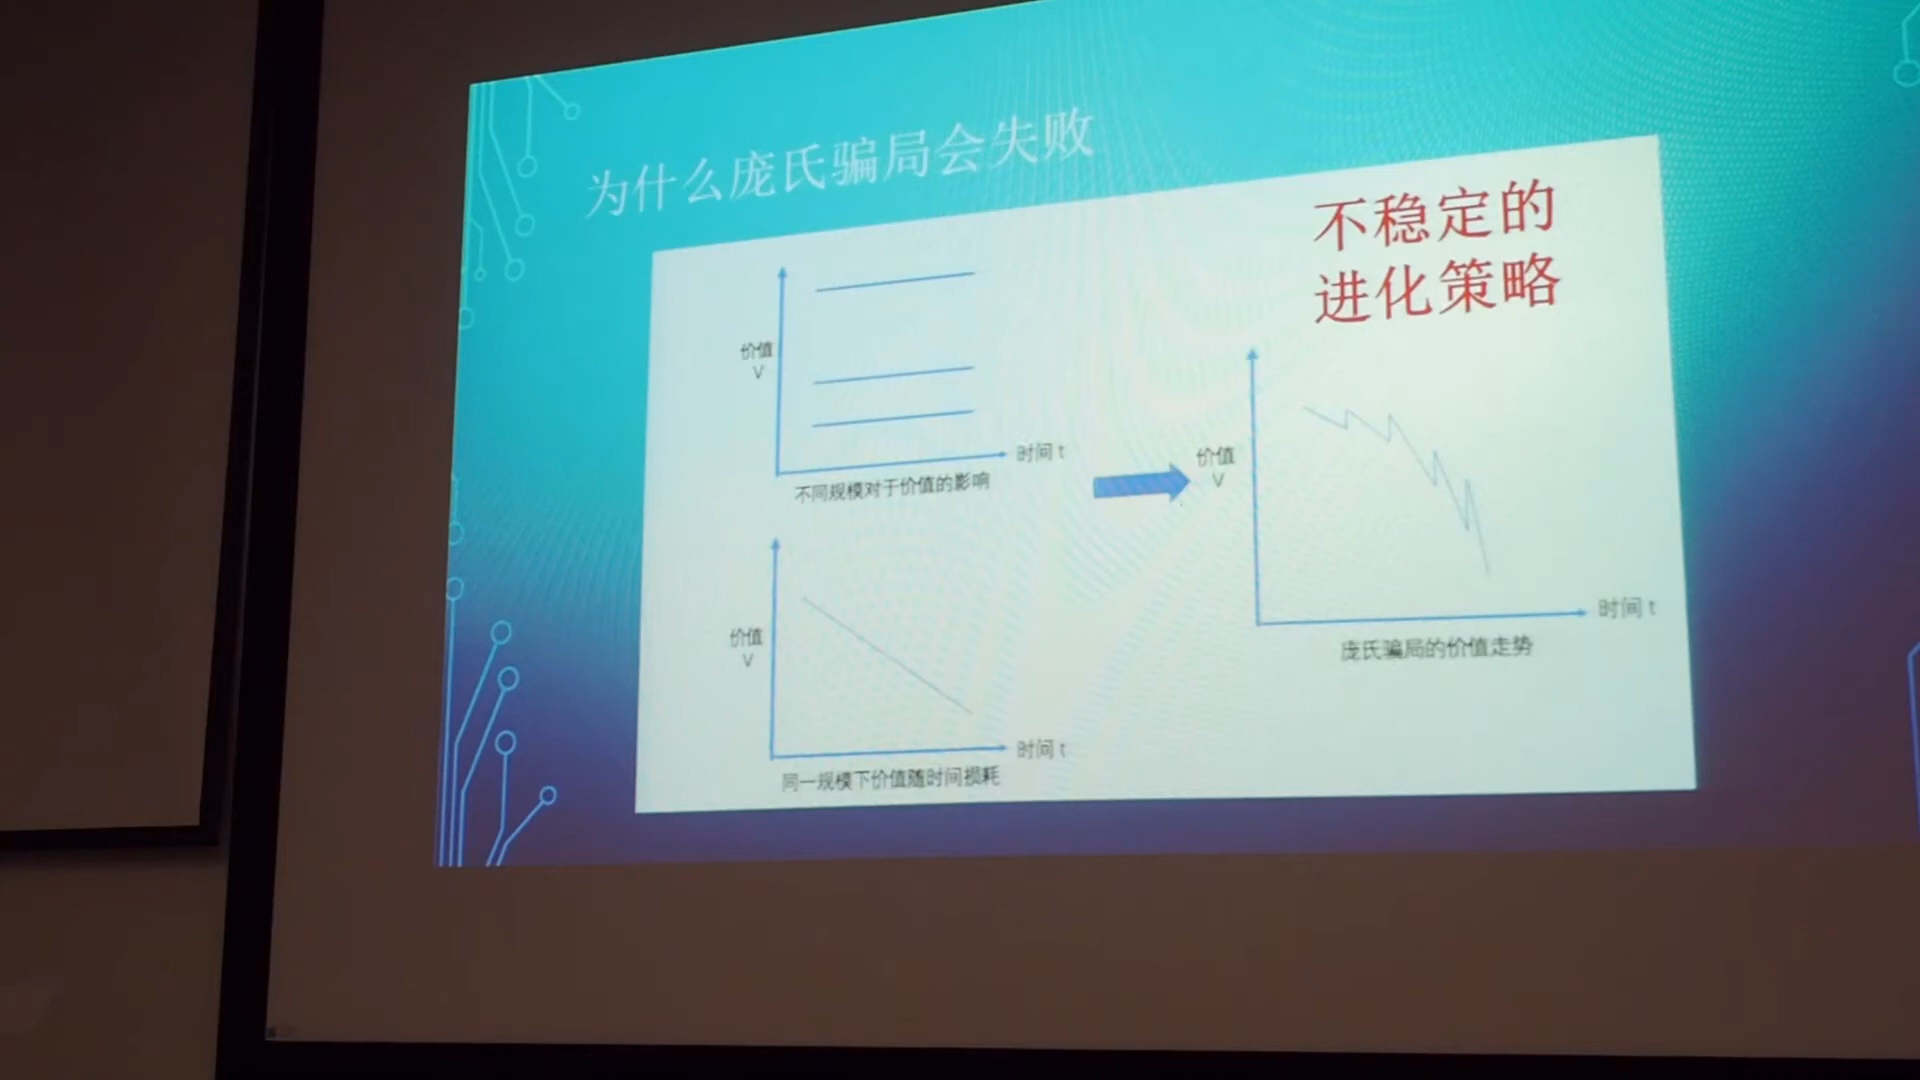 为什么庞氏骗局会失败
不稳定的
进化策略
价值
V
时间 t
不同规模对于价值的影响
价值
V
时间 t
同一规模下价值随时间损耗
价值
V
时间 t
庞氏骗局的价值走势